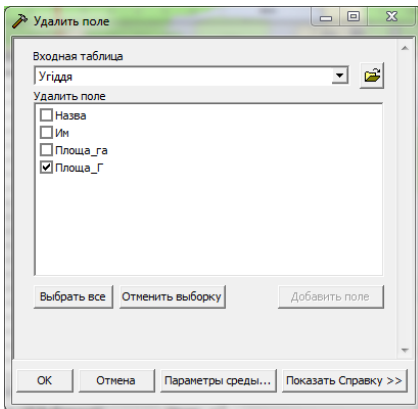 Удалить поле
Входная таблица
Угіддя
Удалить поле
Назва
Им
Площа_га
Площа_Г
Выбрать все Отменить выборку Добавить поле
OK Отмена Параметры среды... Показать Справку >>